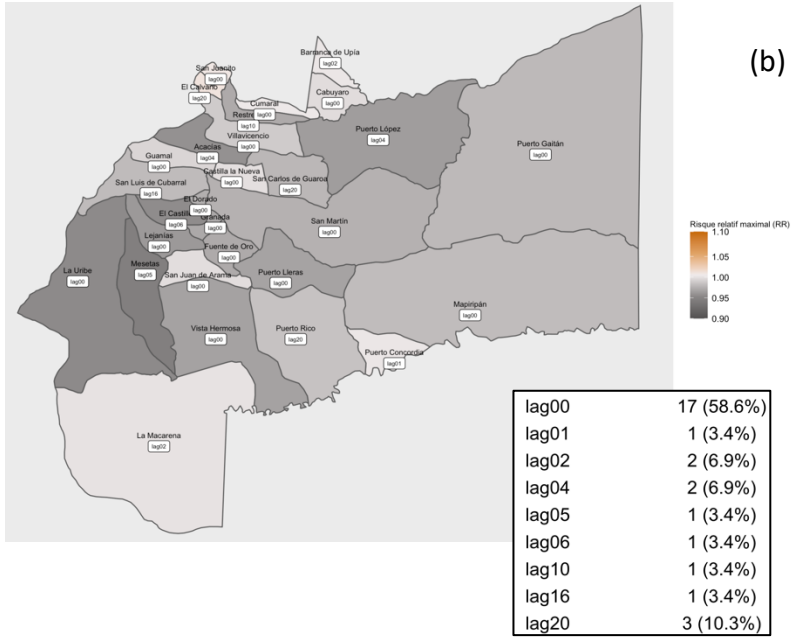 (b)
Barranca de Upía
lag02
San Juanito
lag00
El Calvario
lag20
Cabuyaro
lag00
Cumaral
lag00
lag10
Villavicencio
lag00
Puerto López
lag04
Puerto Gaitán
lag00
Acacías
lag04
Guamal
lag00
Castilla la Nueva
lag00
San Carlos de Guaroa
lag20
San Luis de Cubarral
lag16
El Dorado
lag00
El Castillo
lag06
Granada
lag00
San Martín
lag00
Lejanías
lag00
Fuente de Oro
lag00
La Uribe
lag00
Mesetas
lag05
San Juan de Arama
lag00
Puerto Lleras
lag00
Mapiripán
lag00
Vista Hermosa
lag00
Puerto Rico
lag20
Puerto Concordia
lag01
La Macarena
lag02
Risque relatif maximal (RR)
1.10
1.05
1.00
0.95
0.90
lag00 17 (58.6%)
lag01 1 (3.4%)
lag02 2 (6.9%)
lag04 2 (6.9%)
lag05 1 (3.4%)
lag06 1 (3.4%)
lag10 1 (3.4%)
lag16 1 (3.4%)
lag20 3 (10.3%)